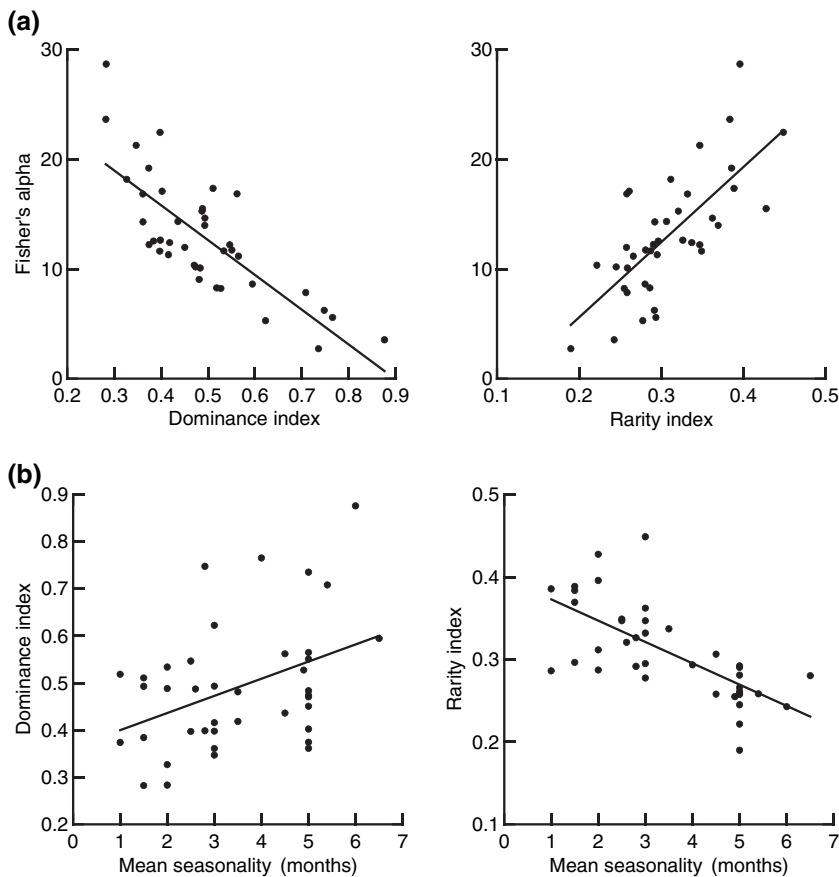 (a)
30
20
10
0
Fisher's alpha
0.2 0.3 0.4 0.5 0.6 0.7 0.8 0.9
Dominance index
30
20
10
0
0.1 0.2 0.3 0.4 0.5
Rarity index
(b)
0.9
0.8
0.7
0.6
0.5
0.4
0.3
0.2
Dominance index
0 1 2 3 4 5 6 7
Mean seasonality (months)
0.5
0.4
0.3
0.2
0.1
Rarity index
0 1 2 3 4 5 6 7
Mean seasonality (months)